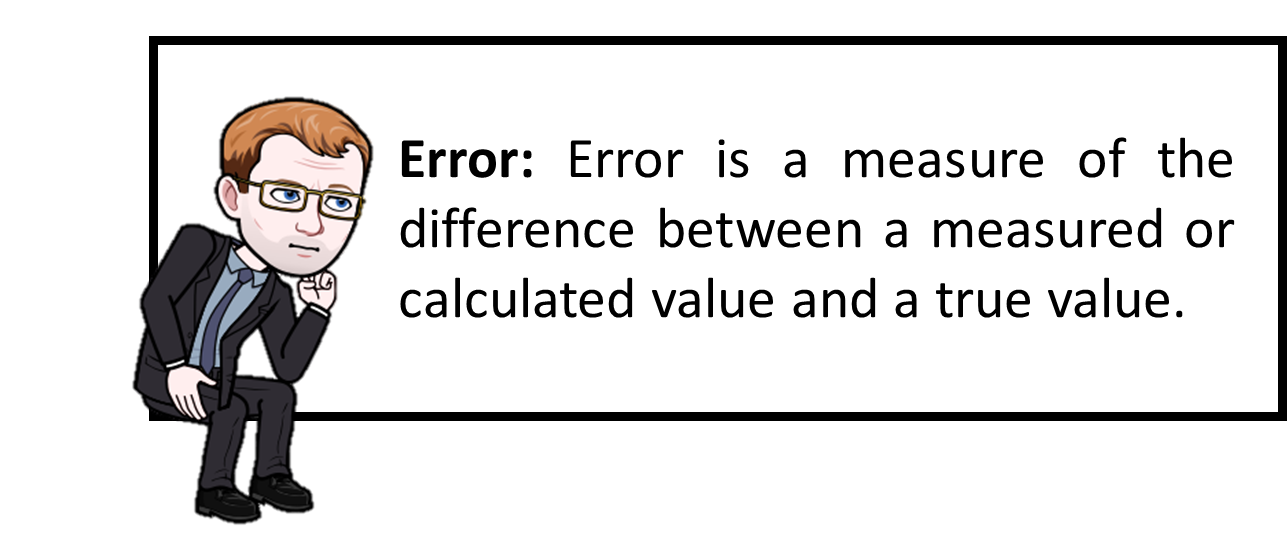 Error: Error is a measure of the
difference between a measured or
calculated value and a true value.